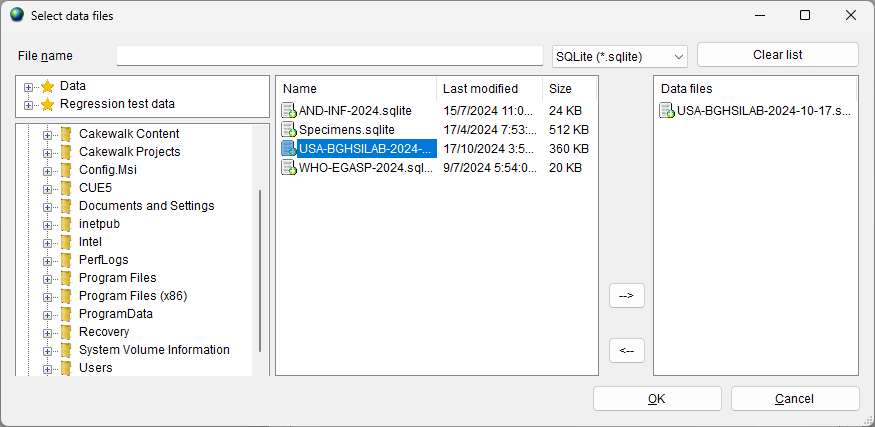 Select data files
File name
SQLite (*.sqlite)
Clear list
Data
Regression test data
Cakewalk Content
Cakewalk Projects
Config.Msi
CUE5
Documents and Settings
inetpub
Intel
PerfLogs
Program Files
Program Files (x86)
ProgramData
Recovery
System Volume Information
Users
Name Last modified Size
AND-INF-2024.sqlite 15/7/2024 11:0... 24 KB
Specimens.sqlite 17/4/2024 7:53:... 512 KB
USA-BGHSILAB-2024-... 17/10/2024 3:5... 360 KB
WHO-EGASP-2024.sql... 9/7/2024 5:54:0... 20 KB
-->
<--
Data files
USA-BGHSILAB-2024-10-17.s...
OK
Cancel